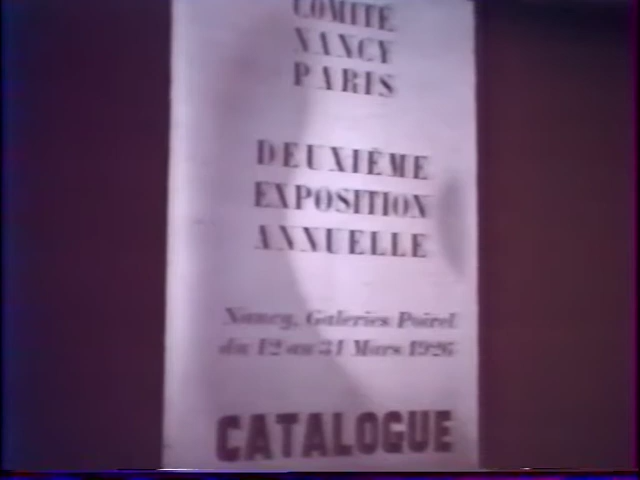 COMITÉ
NANCY
PARIS
DEUXIÈME
EXPOSITION
ANNUELLE
Nancy, Galeries Poirel
du 12 au 31 Mars 1926
CATALOGUE